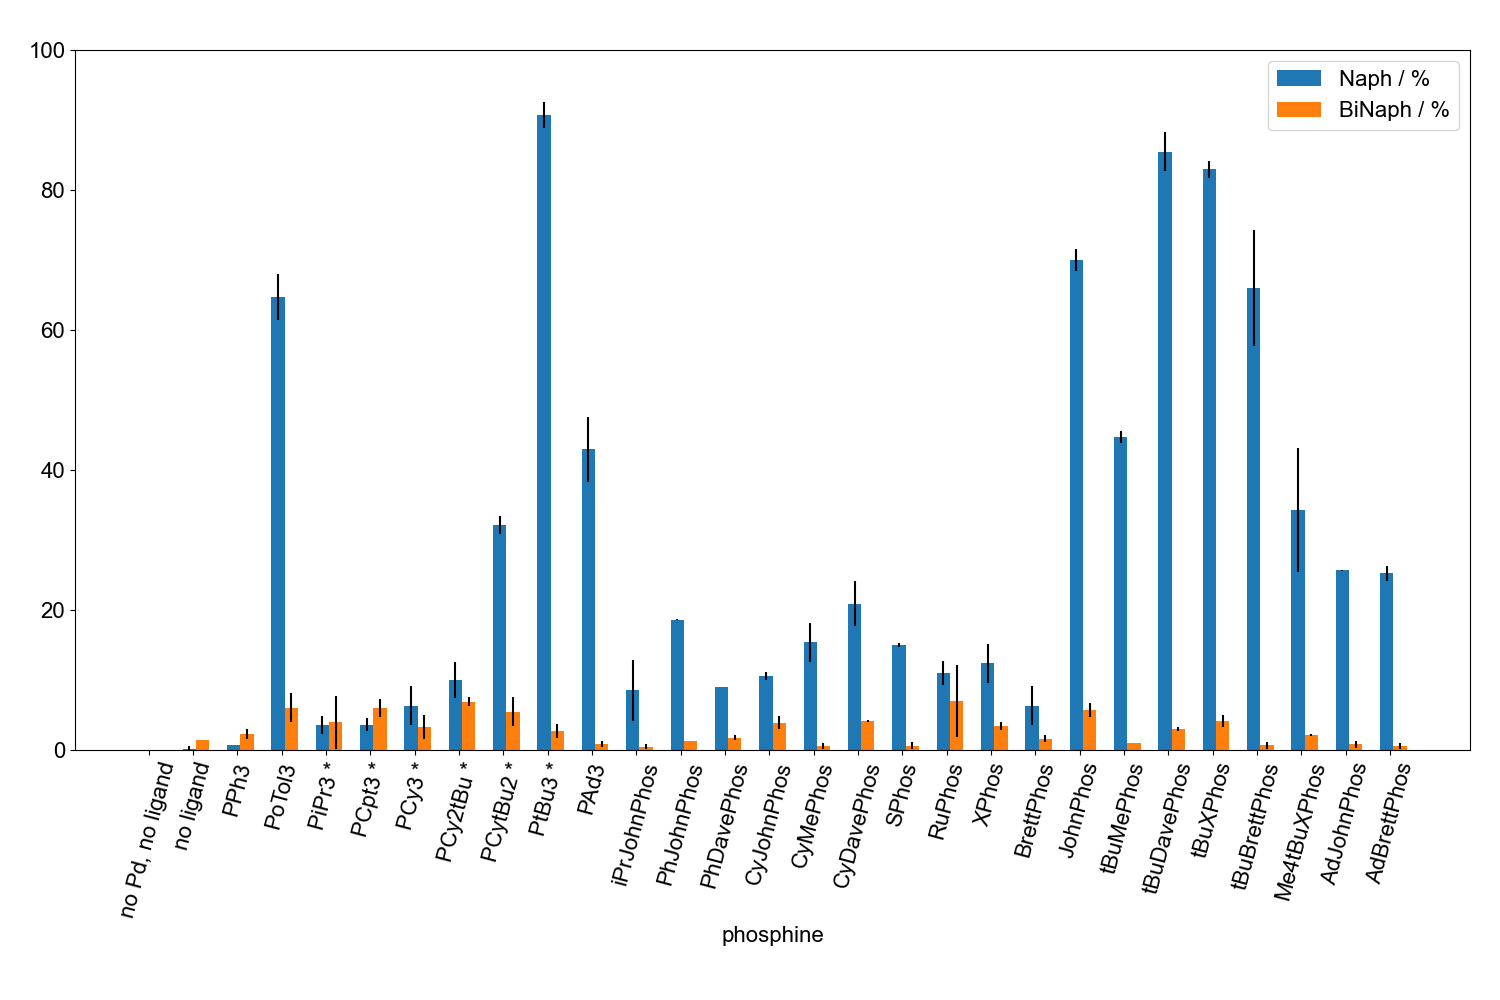 100
80
60
40
20
0
Naph / %
BiNaph / %
no Pd, no ligand
no ligand
PPh3
PoTol3
PiPr3 *
PCpt3 *
PCy3 *
PCy2tBu *
PCytBu2 *
PtBu3 *
PAd3
iPrJohnPhos
PhJohnPhos
PhDavePhos
CyJohnPhos
CyMePhos
CyDavePhos
SPhos
RuPhos
XPhos
BrettPhos
JohnPhos
tBuMePhos
tBuDavePhos
tBuXPhos
tBuBrettPhos
Me4tBuXPhos
AdJohnPhos
AdBrettPhos
phosphine